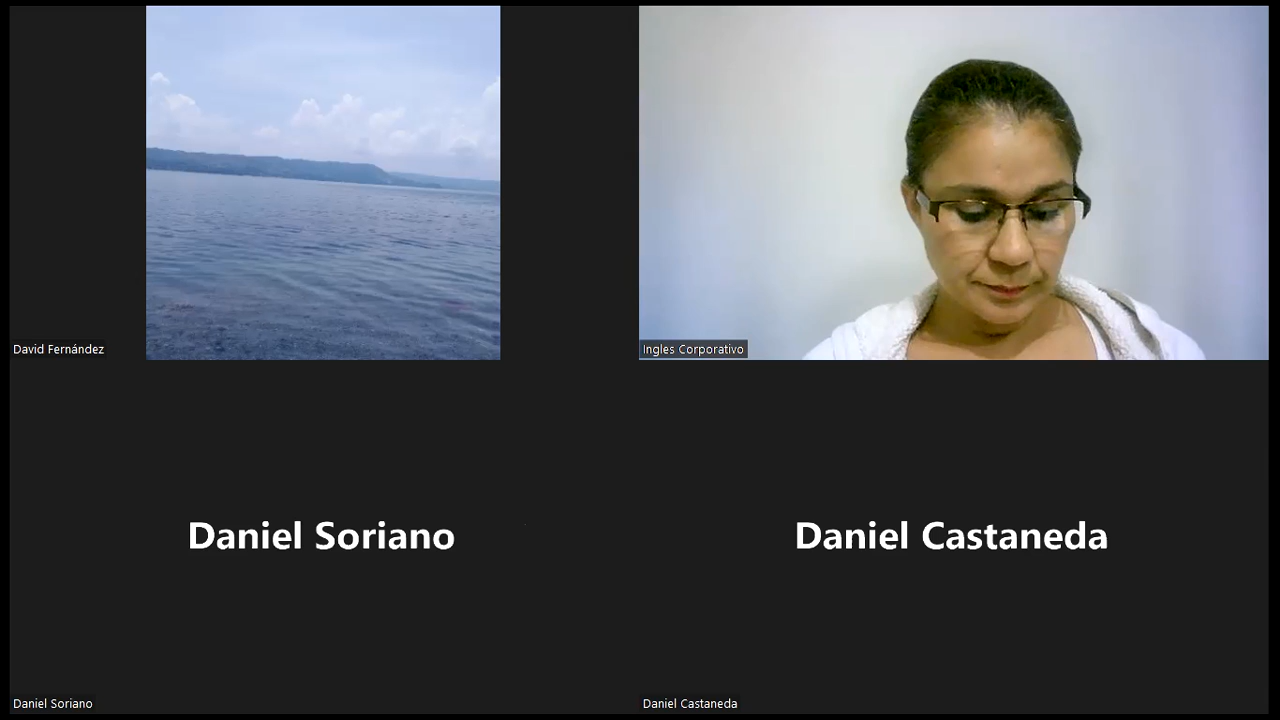 David Fernández
Ingles Corporativo
Daniel Soriano
Daniel Castaneda
Daniel Soriano
Daniel Castaneda